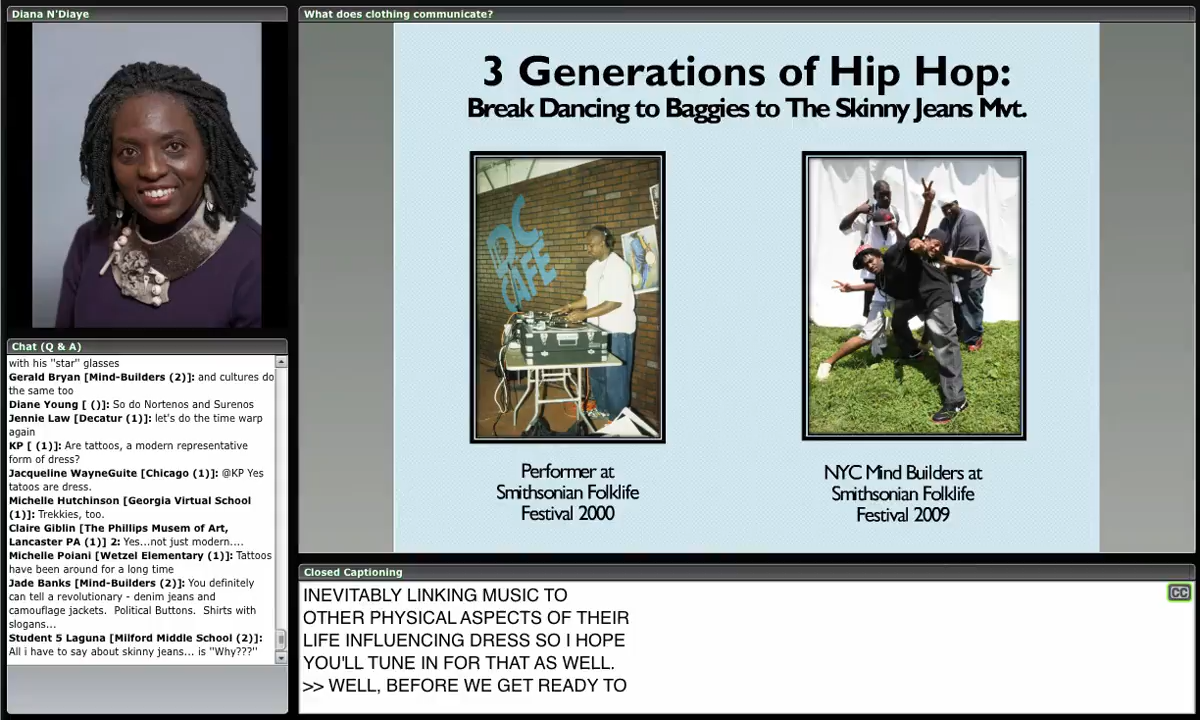 Diana N'Diaye
Chat (Q & A)
with his "star" glasses
Gerald Bryan [Mind-Builders (2)]: and cultures do
the same too
Diane Young [ ()]: So do Nortenos and Surenos
Jennie Law [Decatur (1)]: let's do the time warp
again
KP [ (1)]: Are tattoos, a modern representative
form of dress?
Jacqueline WayneGuite [Chicago (1)]: @KP Yes
tatoos are dress.
Michelle Hutchinson [Georgia Virtual School
(1)]: Trekkies, too.
Claire Giblin [The Phillips Musem of Art,
Lancaster PA (1)] 2: Yes...not just modern....
Michelle Poiani [Wetzel Elementary (1)]: Tattoos
have been around for a long time
Jade Banks [Mind-Builders (2)]: You definitely
can tell a revolutionary - denim jeans and
camouflage jackets.  Political Buttons.  Shirts with
slogans...
Student 5 Laguna [Milford Middle School (2)]:
All i have to say about skinny jeans... is "Why???"
What does clothing communicate?
3 Generations of Hip Hop:
Break Dancing to Baggies to The Skinny Jeans Mvt.
DC
CAFE
Performer at
Smithsonian Folklife
Festival 2000
NYC Mind Builders at
Smithsonian Folklife
Festival 2009
Closed Captioning
INEVITABLY LINKING MUSIC TO
OTHER PHYSICAL ASPECTS OF THEIR
LIFE INFLUENCING DRESS SO I HOPE
YOU'LL TUNE IN FOR THAT AS WELL.
>> WELL, BEFORE WE GET READY TO
CC